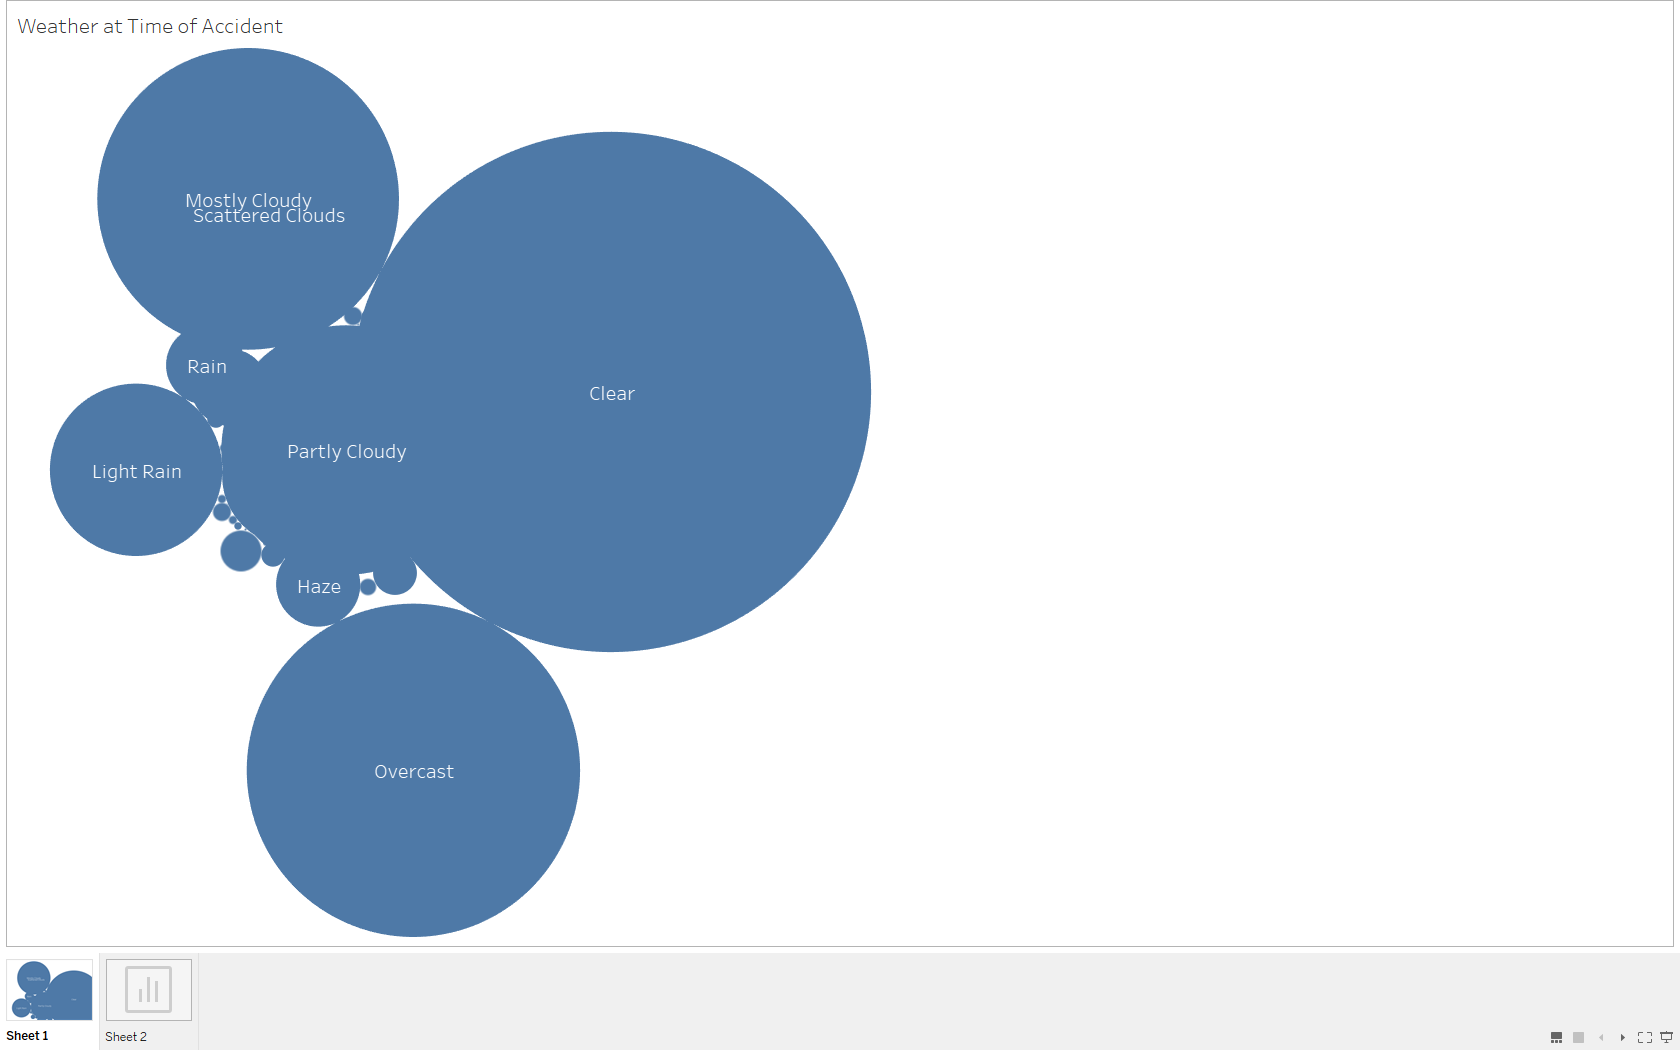 Weather at Time of Accident
Mostly Cloudy
Scattered Clouds
Rain
Clear
Partly Cloudy
Light Rain
Haze
Overcast
Sheet 1
Sheet 2